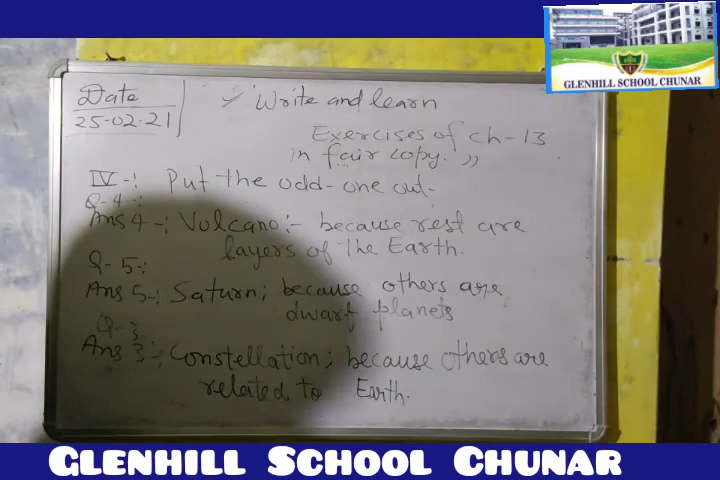 GLENHILL SCHOOL CHUNAR
Date
25-02-21
Write and learn
Exercises of ch-13
in fair copy. ,,
IV-: Put the odd-one out-
Q-4-:
Ans 4-: Volcano:- because rest are
layers of the Earth.
Q-5-:
Ans 5-: Saturn; because others are
dwarf planets
Q-3
Ans 3-: Constellation; because others are
related to Earth.
GLENHILL SCHOOL CHUNAR